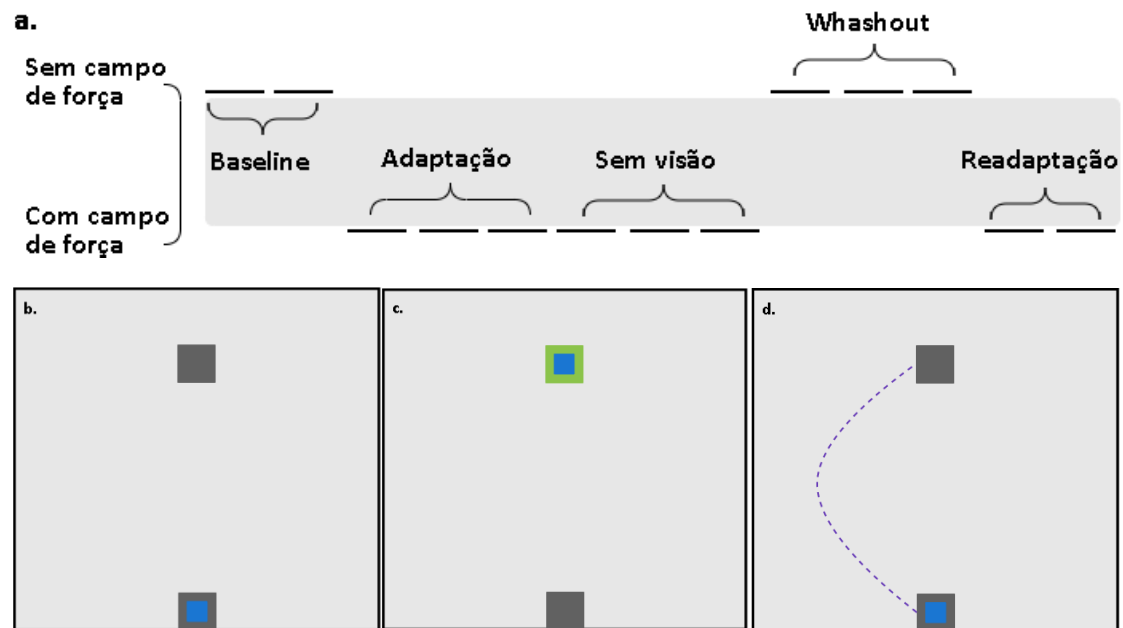 a.
Whashout
Sem campo
de força
Baseline
Adaptação
Sem visão
Readaptação
Com campo
de força
b.
c.
d.